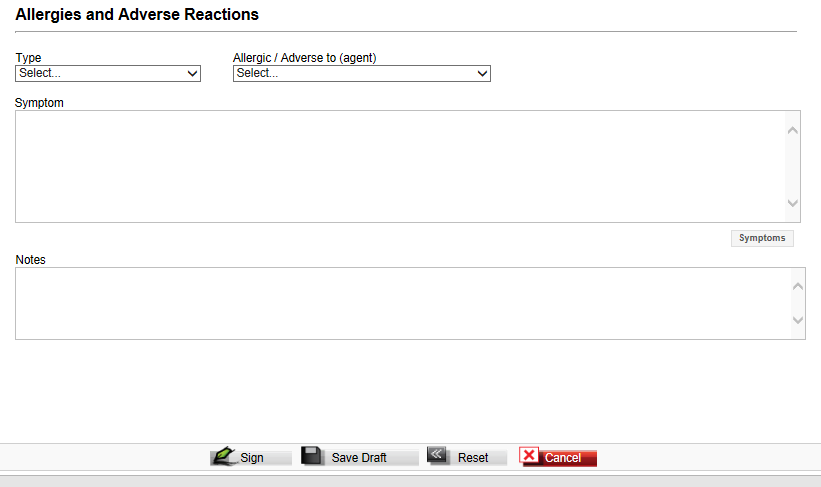 Allergies and Adverse Reactions
Type Allergic / Adverse to (agent)
Select... Select...
Symptom
Symptoms
Notes
Sign Save Draft Reset Cancel